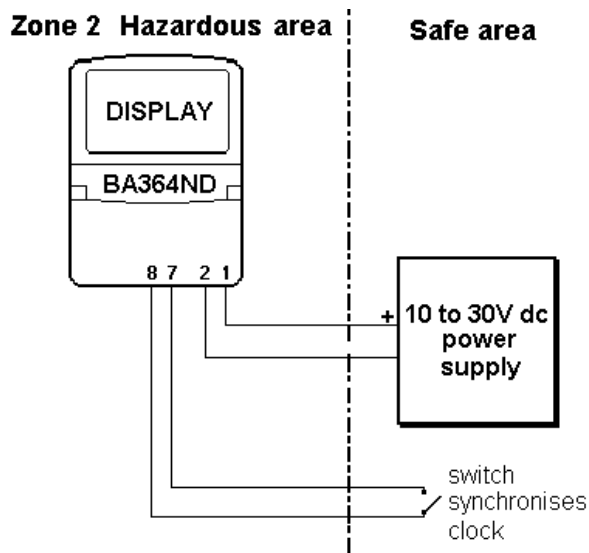 Zone 2 Hazardous area
Safe area
DISPLAY
BA364ND
8 7 2 1
+
10 to 30V dc
power
supply
switch
synchronises
clock